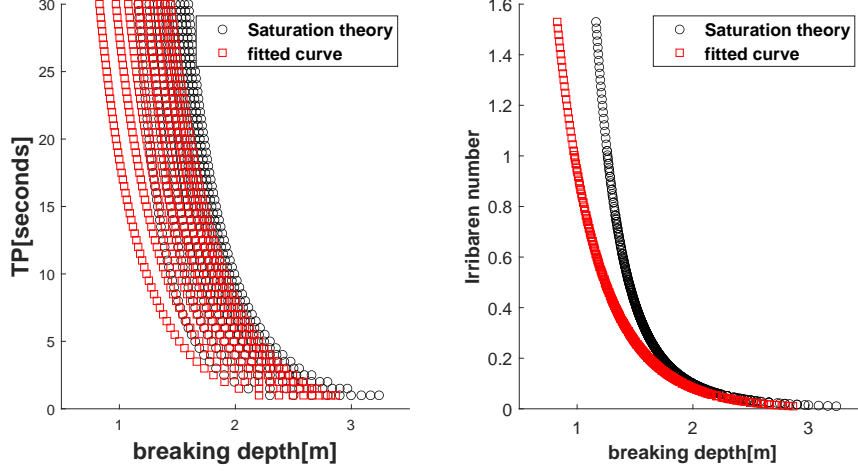 30
25
20
15
10
5
0
TP[seconds]
1
2
3
breaking depth[m]
Saturation theory
fitted curve
1.6
1.4
1.2
1
0.8
0.6
0.4
0.2
0
Irribaren number
1
2
3
breaking depth[m]
Saturation theory
fitted curve